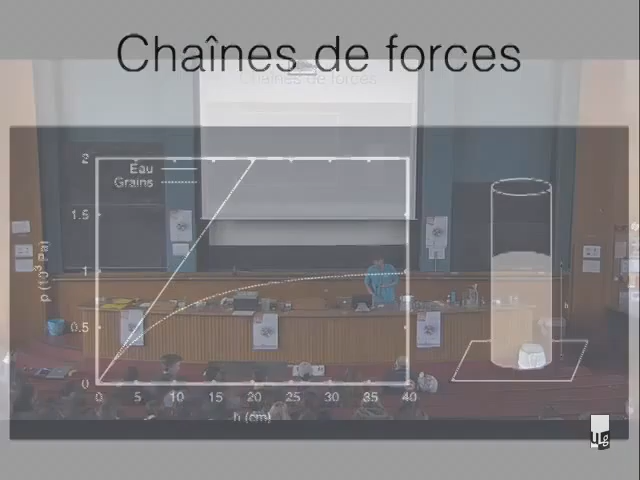 Chaînes de forces
Chaînes de forces
Eau
Grains
2
1.5
1
0.5
0
p (10³ Pa)
0 5 10 15 20 25 30 35 40
h (cm)
ULg